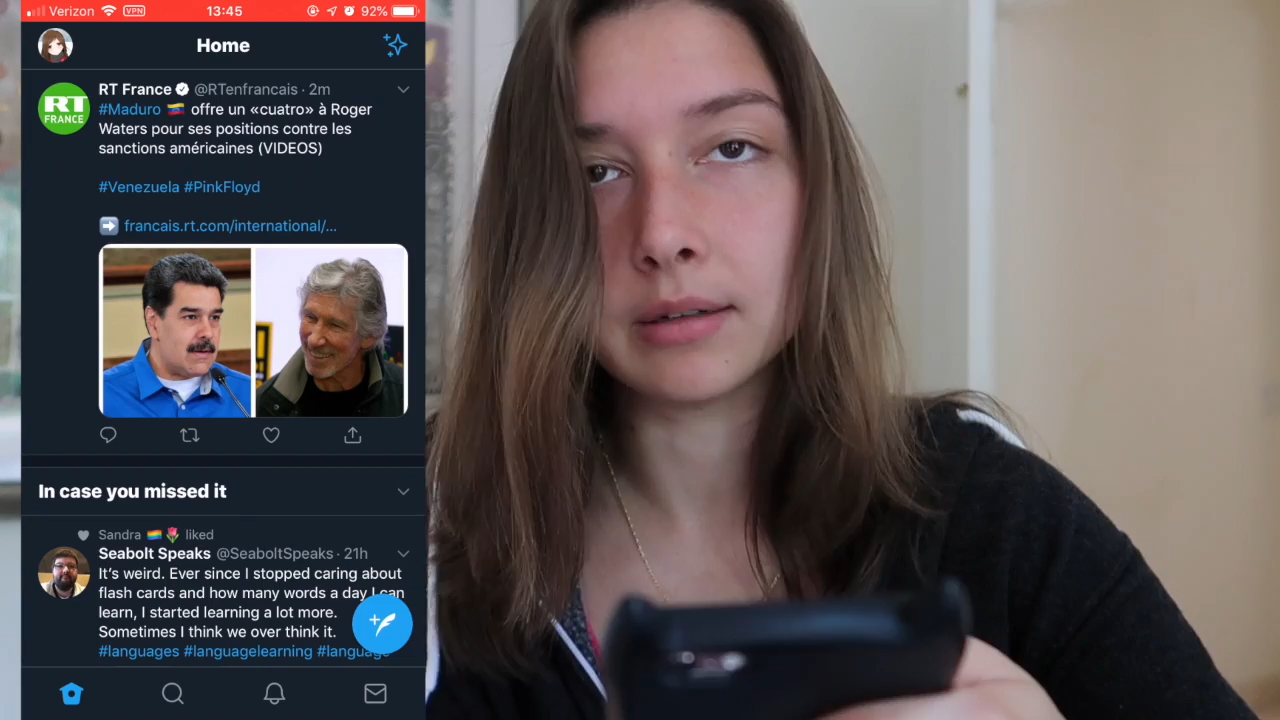 Verizon VPN 13:45 92%
Home
RT France @RTenfrancais · 2m
#Maduro 🇻🇪 offre un «cuatro» à Roger
Waters pour ses positions contre les
sanctions américaines (VIDEOS)
#Venezuela #PinkFloyd
➡️ francais.rt.com/international/...
RT
FRANCE
In case you missed it
Sandra 🏳️‍🌈🌹 liked
Seabolt Speaks @SeaboltSpeaks · 21h
It's weird. Ever since I stopped caring about
flash cards and how many words a day I can
learn, I started learning a lot more.
Sometimes I think we over think it.
#languages #languagelearning #language